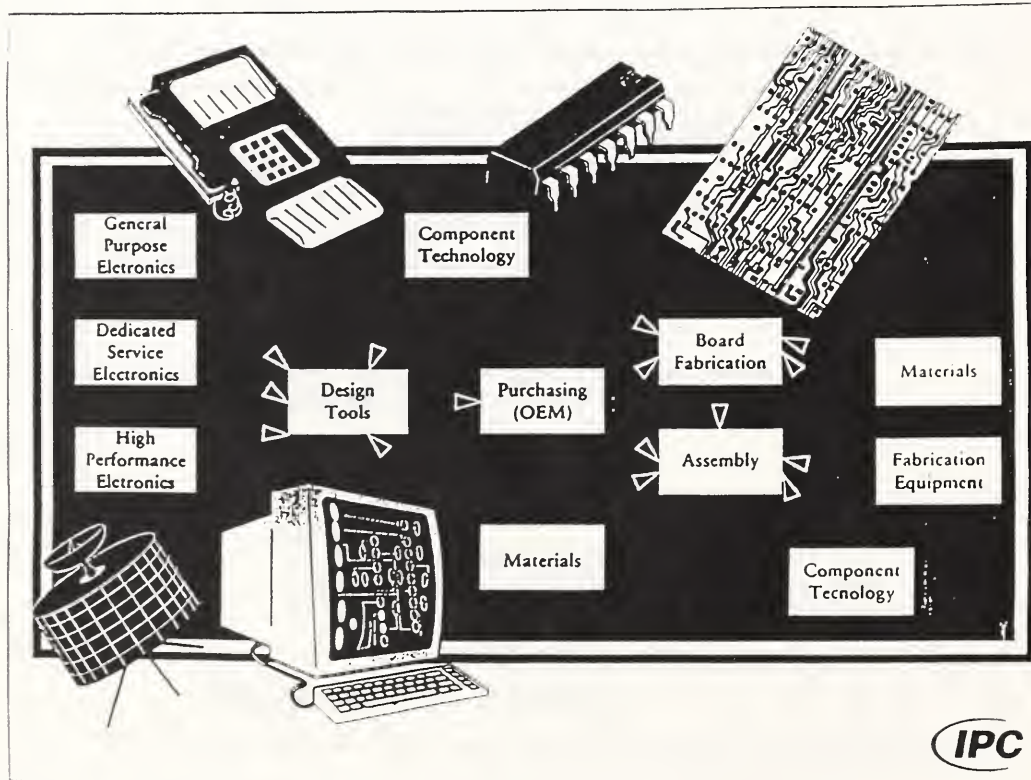 General
Purpose
Eletronics
Component
Technology
Dedicated
Service
Electronics
Design
Tools
Purchasing
(OEM)
Board
Fabrication
Materials
High
Performance
Eletronics
Assembly
Fabrication
Equipment
Materials
Component
Tecnology
IPC